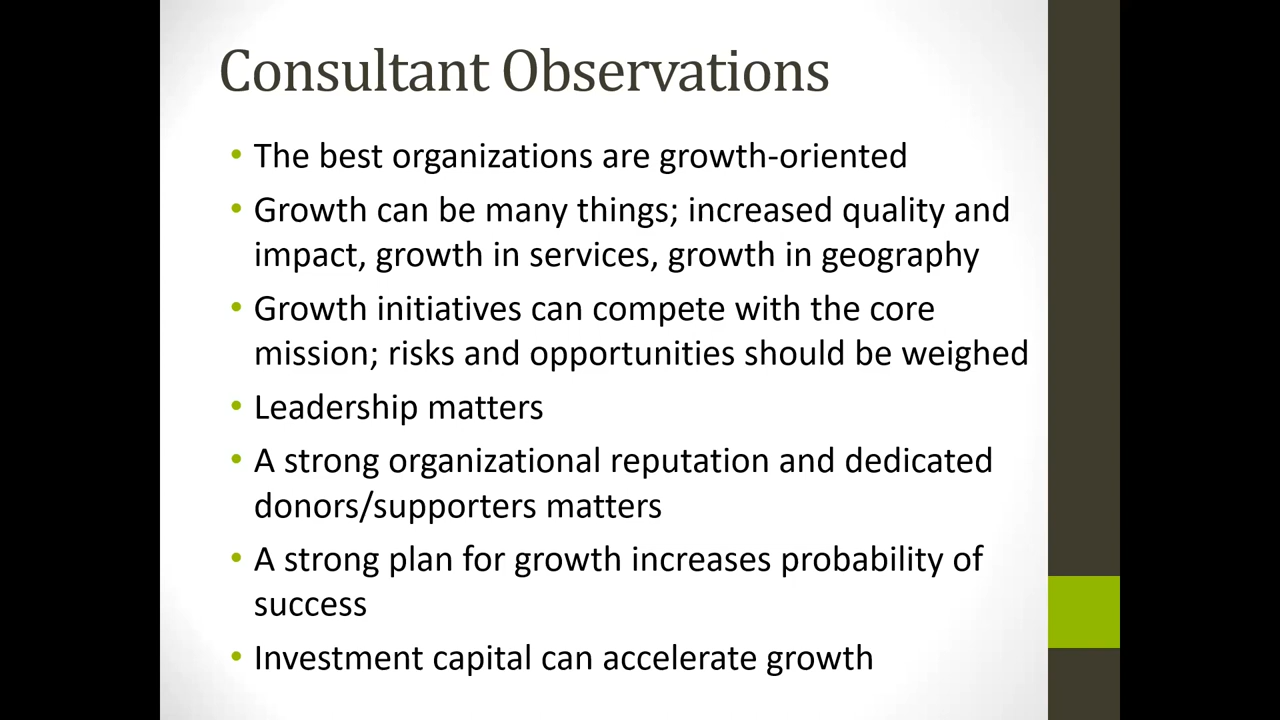 Consultant Observations
• The best organizations are growth-oriented
• Growth can be many things; increased quality and
impact, growth in services, growth in geography
• Growth initiatives can compete with the core
mission; risks and opportunities should be weighed
• Leadership matters
• A strong organizational reputation and dedicated
donors/supporters matters
• A strong plan for growth increases probability of
success
• Investment capital can accelerate growth